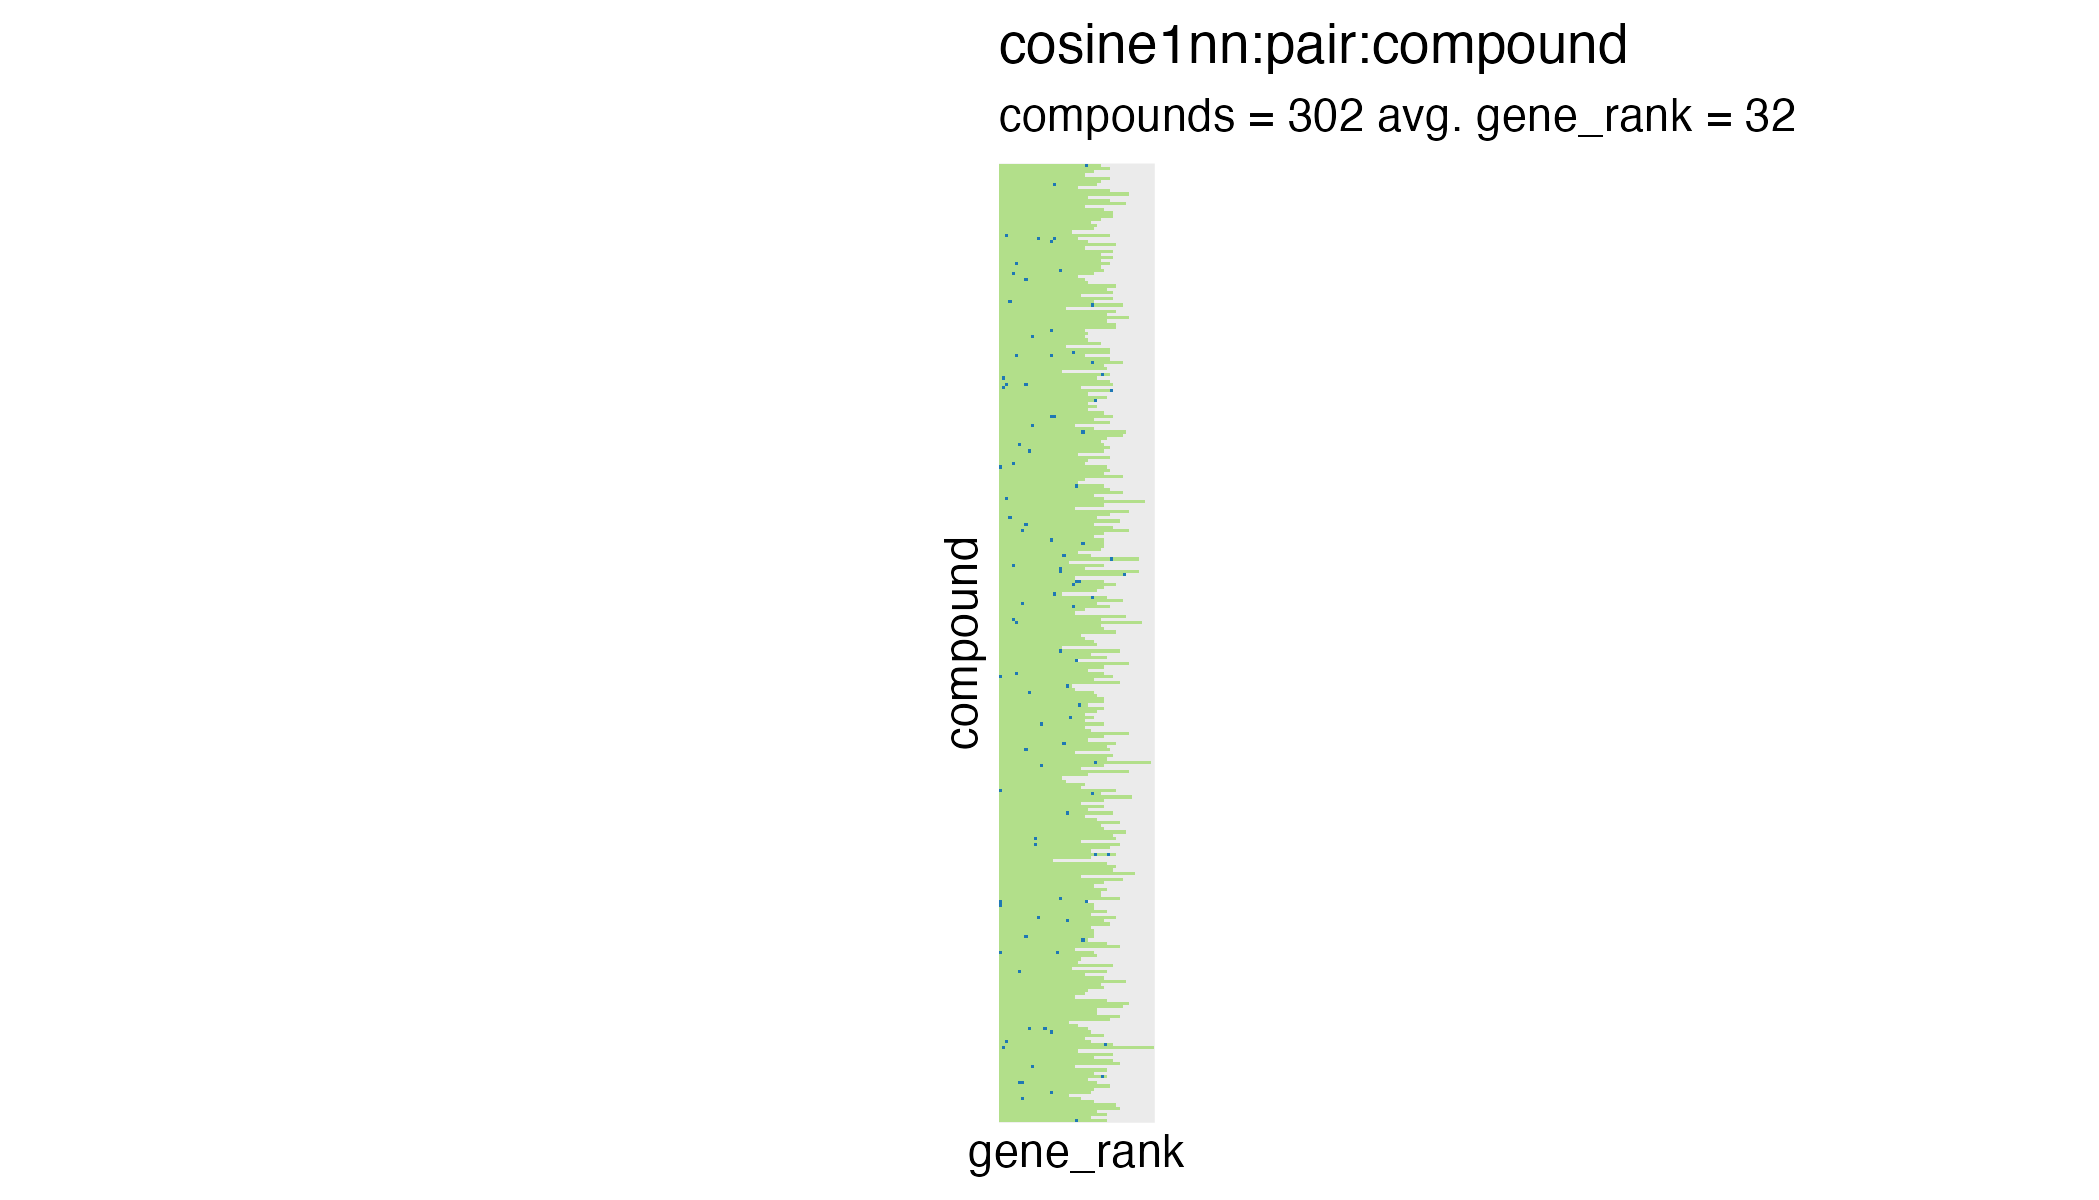 cosine1nn:pair:compound
compounds = 302 avg. gene_rank = 32
compound
gene_rank